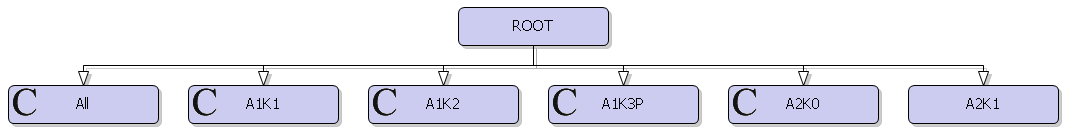 ROOT
C All
C A1K1
C A1K2
C A1K3P
C A2K0
A2K1